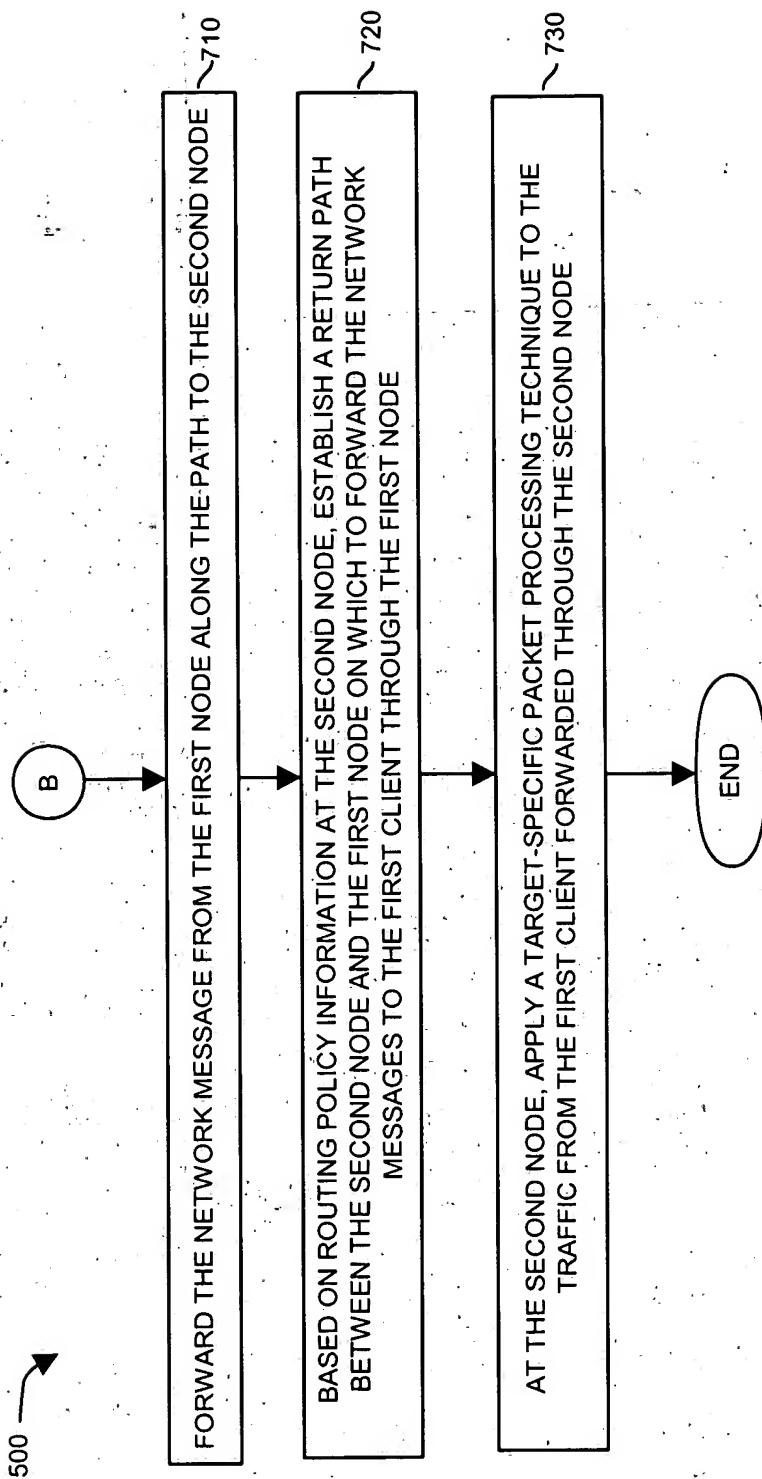 500
B
FORWARD THE NETWORK MESSAGE FROM THE FIRST NODE ALONG THE PATH TO THE SECOND NODE
710
BASED ON ROUTING POLICY INFORMATION AT THE SECOND NODE, ESTABLISH A RETURN PATH
BETWEEN THE SECOND NODE AND THE FIRST NODE ON WHICH TO FORWARD THE NETWORK
MESSAGES TO THE FIRST CLIENT THROUGH THE FIRST NODE
720
AT THE SECOND NODE, APPLY A TARGET-SPECIFIC PACKET PROCESSING TECHNIQUE TO THE
TRAFFIC FROM THE FIRST CLIENT FORWARDED THROUGH THE SECOND NODE
730
END